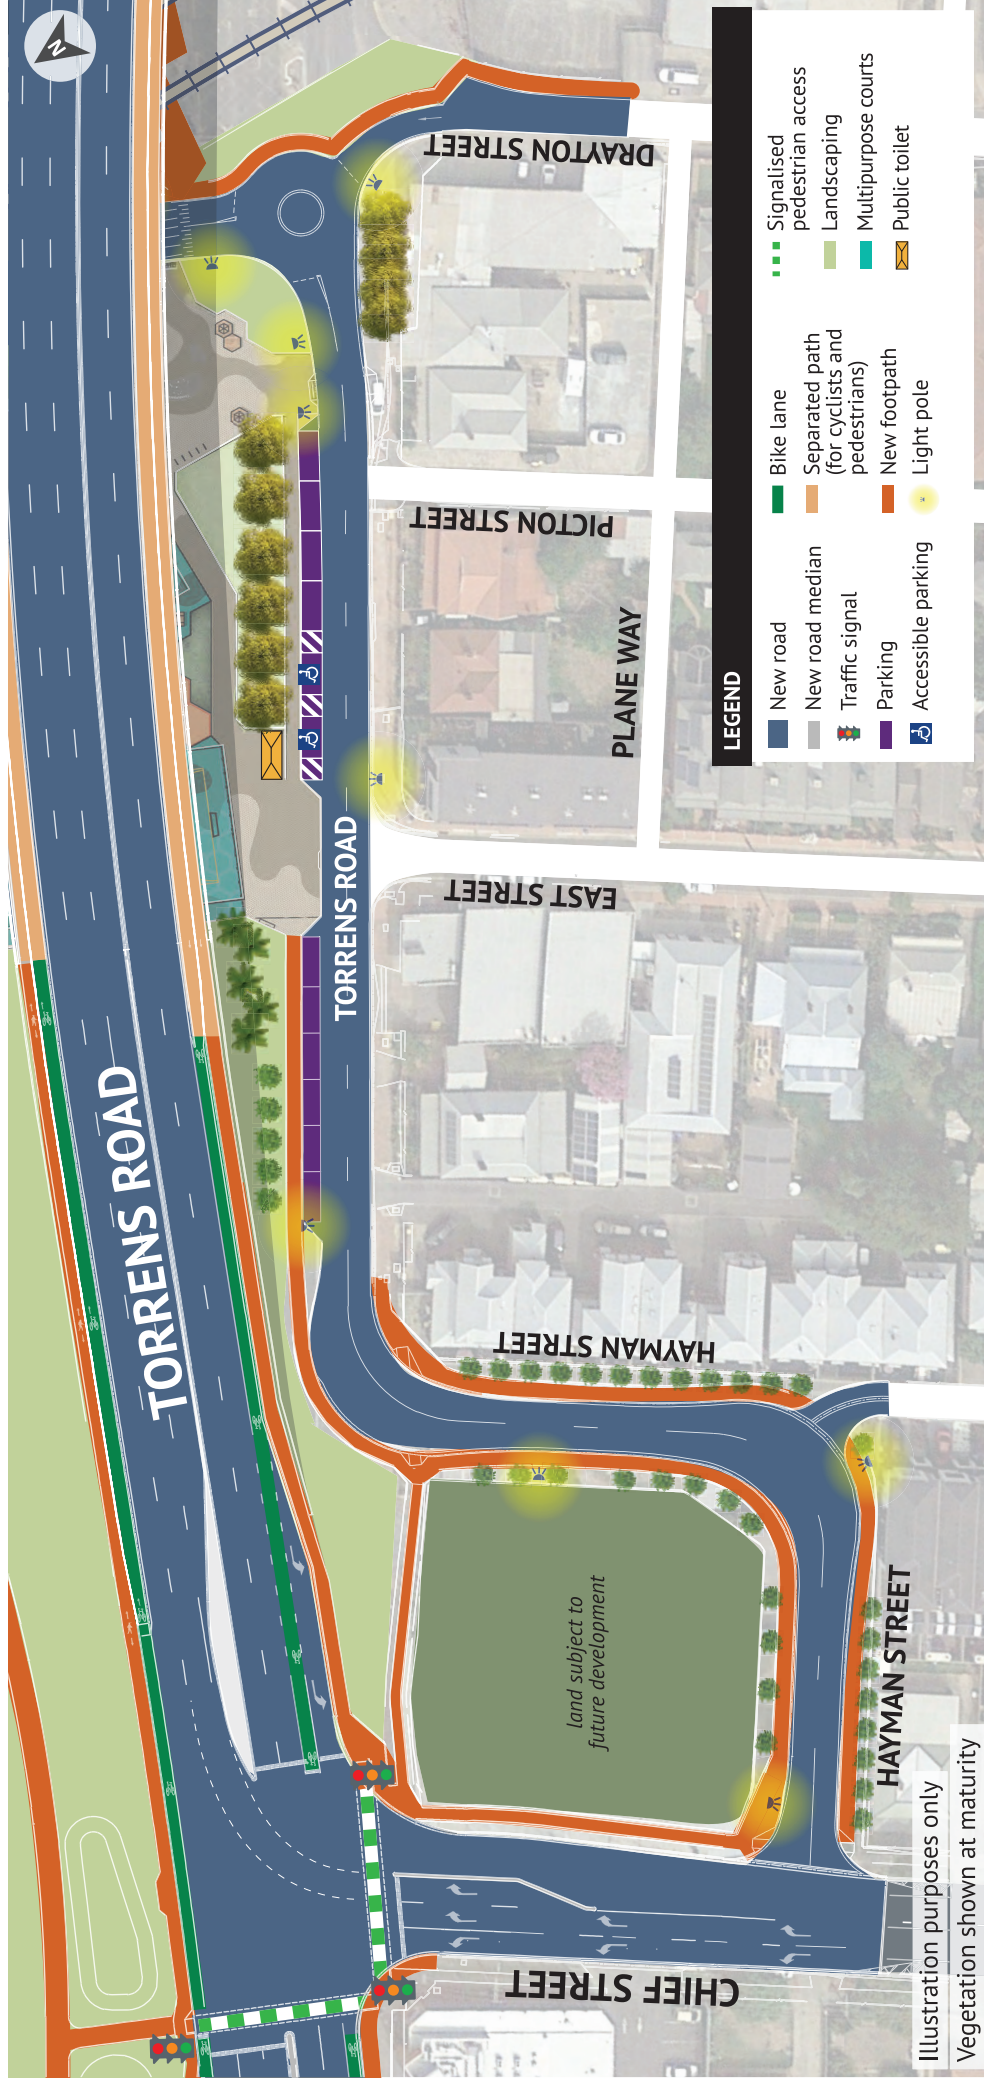 N
TORRENS ROAD
TORRENS ROAD
DRAYTON STREET
PICTON STREET
PLANE WAY
EAST STREET
HAYMAN STREET
HAYMAN STREET
CHIEF STREET
land subject to
future development
LEGEND
New road
New road median
Traffic signal
Parking
Accessible parking
Bike lane
Separated path
(for cyclists and
pedestrians)
New footpath
Light pole
Signalised
pedestrian access
Landscaping
Multipurpose courts
Public toilet
Illustration purposes only
Vegetation shown at maturity